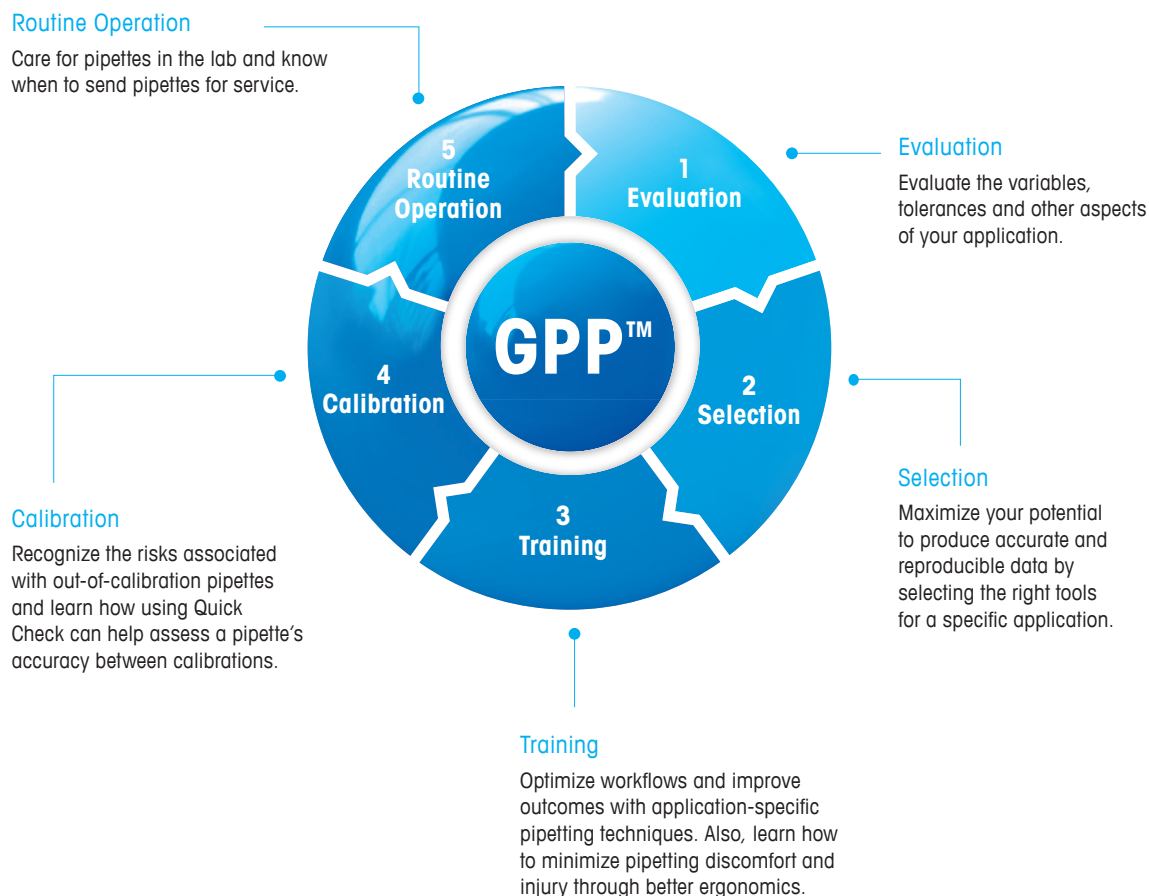 Routine Operation
Care for pipettes in the lab and know
when to send pipettes for service.
5
Routine
Operation
1
Evaluation
Evaluation
Evaluate the variables,
tolerances and other aspects
of your application.
GPP™
4
Calibration
2
Selection
Selection
Maximize your potential
to produce accurate and
reproducible data by
selecting the right tools
for a specific application.
Calibration
Recognize the risks associated
with out-of-calibration pipettes
and learn how using Quick
Check can help assess a pipette's
accuracy between calibrations.
3
Training
Training
Optimize workflows and improve
outcomes with application-specific
pipetting techniques. Also, learn how
to minimize pipetting discomfort and
injury through better ergonomics.